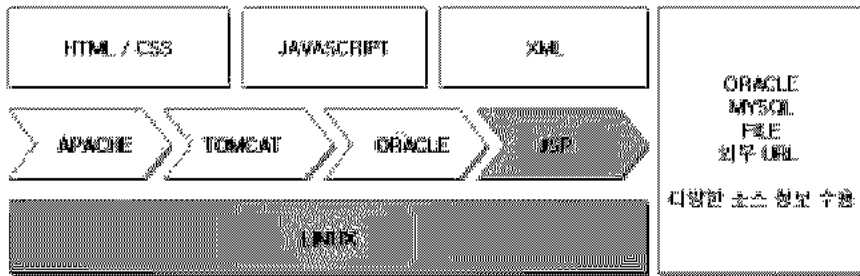 HTML / CSS
JAVASCRIPT
XML
APACHE
TOMCAT
ORACLE
JSP
LINUX
ORACLE
MYSQL
FILE
외부 URL
다양한 소스 정보 수용